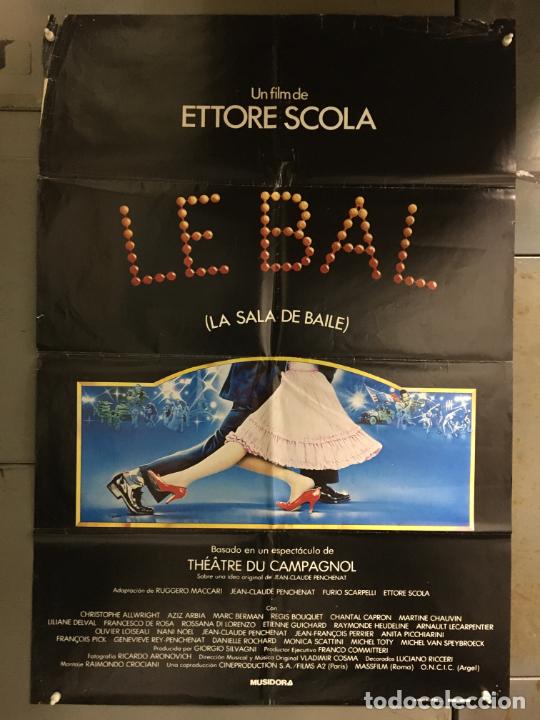 Un film de
ETTORE SCOLA
LE BAL
(LA SALA DE BAILE)
Basado en un espectáculo de
THÉÂTRE DU CAMPAGNOL
Sobre una idea original de JEAN-CLAUDE PENCHENAT
Adaptación de RUGGERO MACCARI JEAN-CLAUDE PENCHENAT FURIO SCARPELLI ETTORE SCOLA
Con
CHRISTOPHE ALLWRIGHT AZIZ ARBIA MARC BERMAN REGIS BOUQUET CHANTAL CAPRON MARTINE CHAUVIN
LILIANE DELVAL FRANCESCO DE ROSA ROSSANA DI LORENZO ETIENNE GUICHARD RAYMONDE HEUDELINE ARNAULT LECARPENTIER
OLIVIER LOISEAU NANI NOËL JEAN-CLAUDE PENCHENAT JEAN-FRANÇOIS PERRIER ANITA PICCHIARINI
FRANÇOIS PICK GENEVIEVE REY-PENCHENAT DANIELLE ROCHARD MONICA SCATTINI MICHEL TOTY MICHEL VAN SPEYBROECK
Producida por GIORGIO SILVAGNI Productor Ejecutivo FRANCO COMMITTERI
Fotografía RICARDO ARONOVICH Dirección Musical y Música Original VLADIMIR COSMA Decorados LUCIANO RICCERI
Montaje RAIMONDO CROCIANI Una coproducción CINEPRODUCTION S.A./FILMS A2 (París) MASSFILM (Roma) O.N.C.I.C. (Argel)
MUSIDORA
todocoleccion